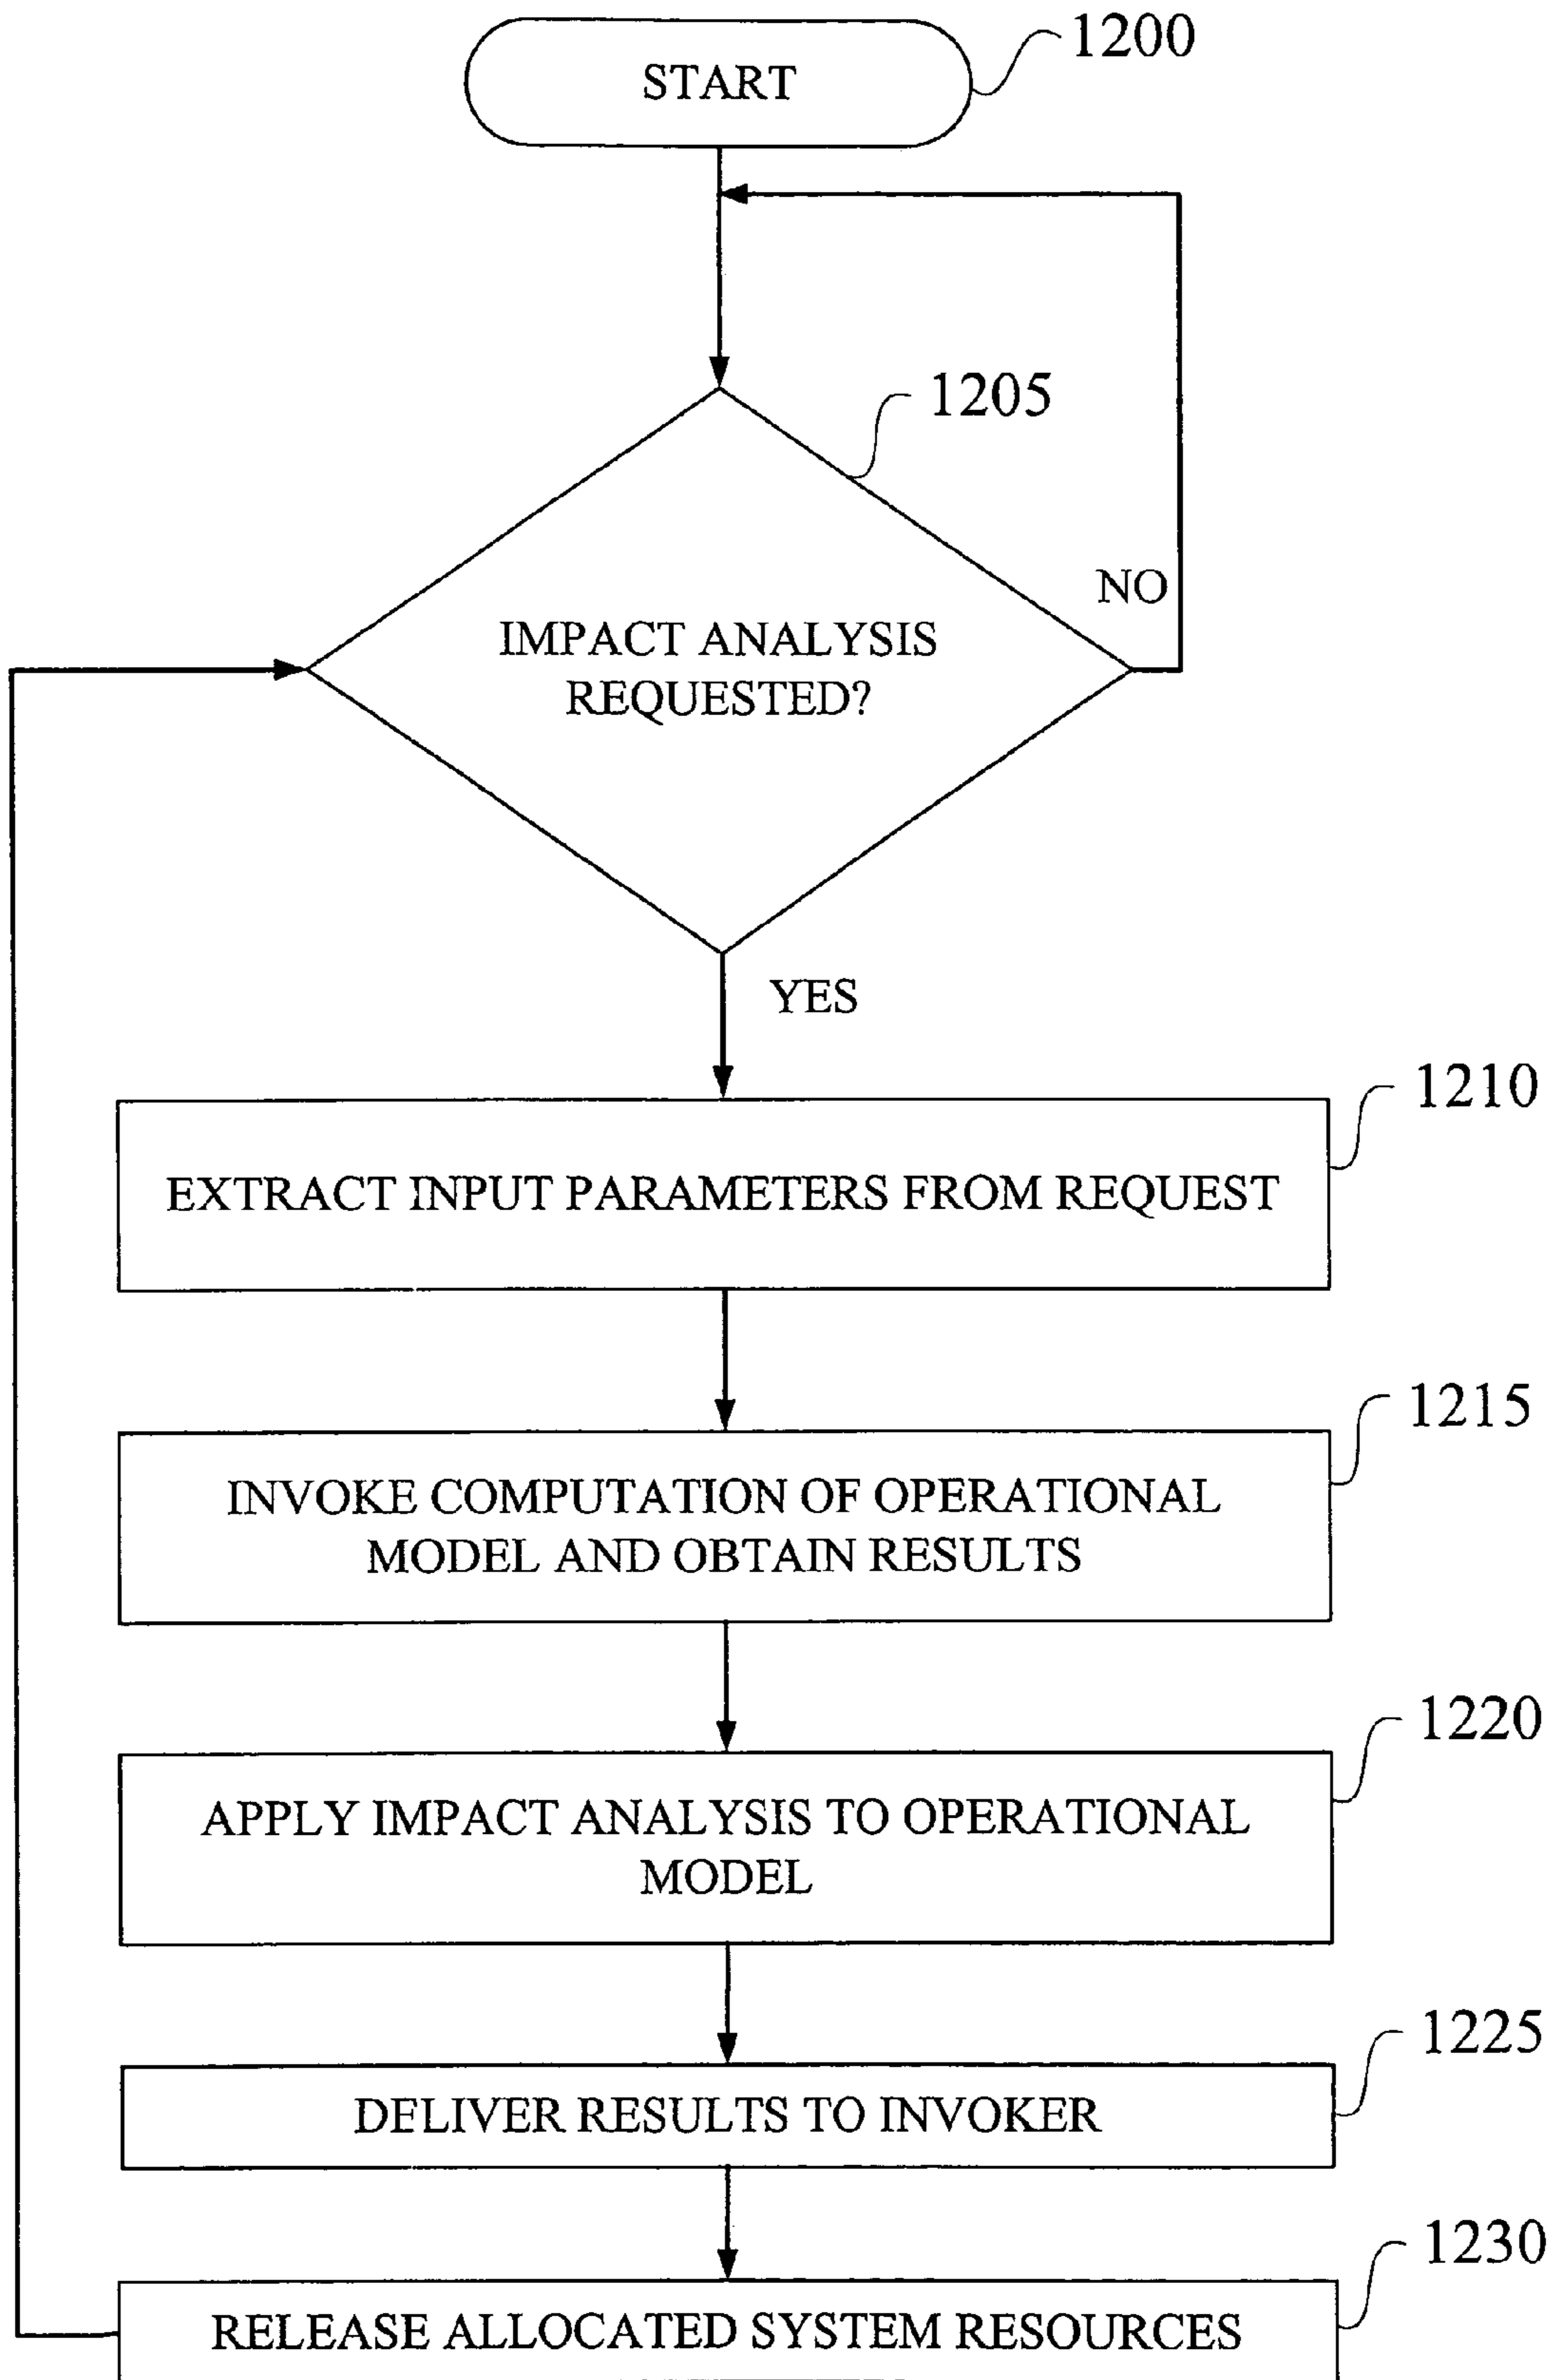 START
1200
1205
NO
IMPACT ANALYSIS
REQUESTED?
YES
1210
EXTRACT INPUT PARAMETERS FROM REQUEST
1215
INVOKE COMPUTATION OF OPERATIONAL
MODEL AND OBTAIN RESULTS
1220
APPLY IMPACT ANALYSIS TO OPERATIONAL
MODEL
1225
DELIVER RESULTS TO INVOKER
1230
RELEASE ALLOCATED SYSTEM RESOURCES